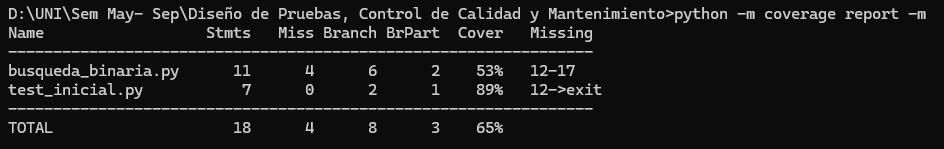 D:\UNI\Sem May- Sep\Diseño de Pruebas, Control de Calidad y Mantenimiento>python -m coverage report -m
Name                  Stmts   Miss Branch BrPart  Cover   Missing
-----------------------------------------------------------------
busqueda_binaria.py      11      4      6      2    53%   12-17
test_inicial.py           7      0      2      1    89%   12->exit
-----------------------------------------------------------------
TOTAL                    18      4      8      3    65%